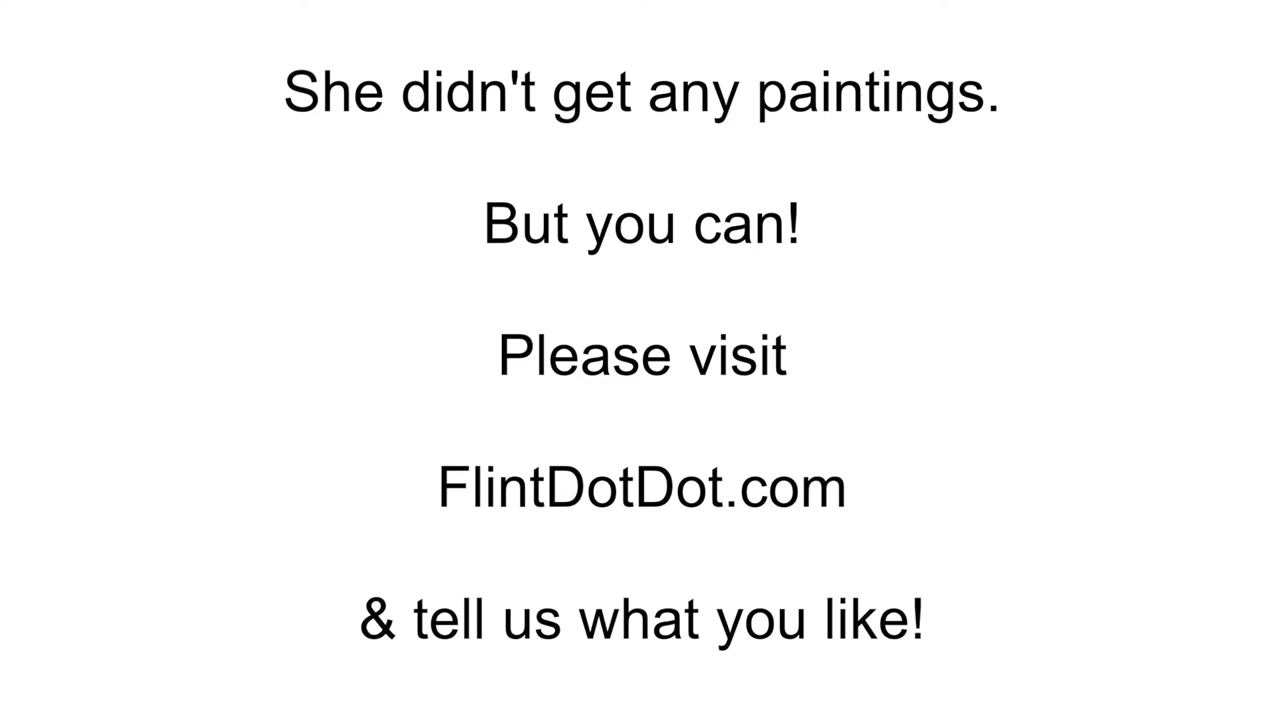 She didn't get any paintings.
But you can!
Please visit
FlintDotDot.com
& tell us what you like!